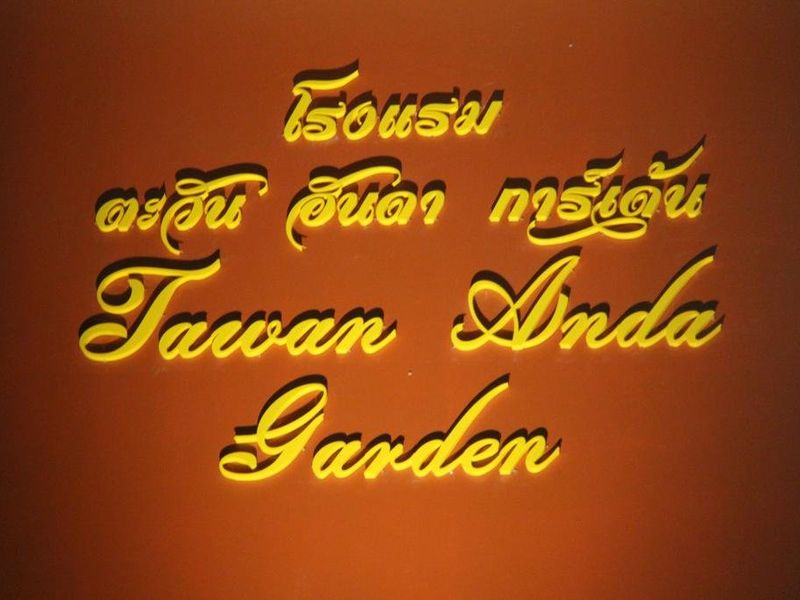 โรงแรม
ตะวัน อันดา การ์เด้น
Tawan Anda
Garden